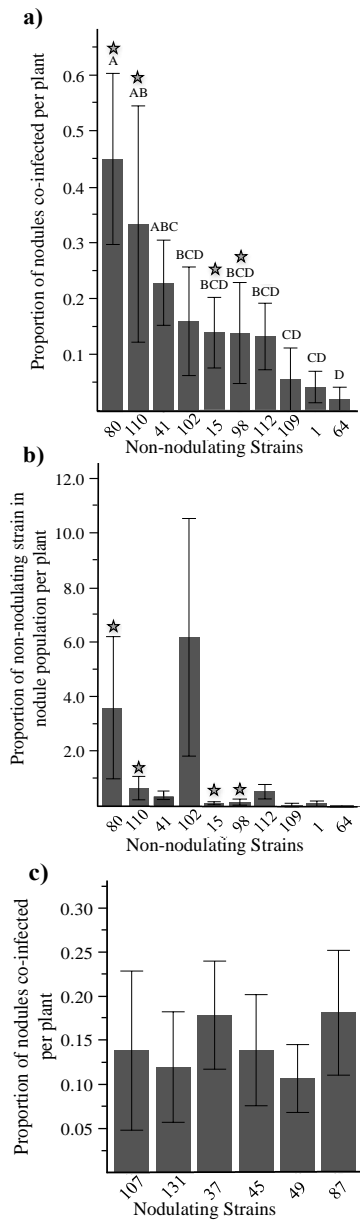 a)
Proportion of nodules co-infected per plant
0.6
0.5
0.4
0.3
0.2
0.1
A
AB
ABC
BCD
BCD
BCD
BCD
CD
CD
D
80 110 41 102 15 98 112 109 1 64
Non-nodulating Strains
b)
Proportion of non-nodulating strain in
nodule population per plant
12.0
10.0
8.0
6.0
4.0
2.0
80 110 41 102 15 98 112 109 1 64
Non-nodulating Strains
c)
Proportion of nodules co-infected
per plant
0.30
0.25
0.20
0.15
0.10
0.05
107 131 37 45 49 87
Nodulating Strains